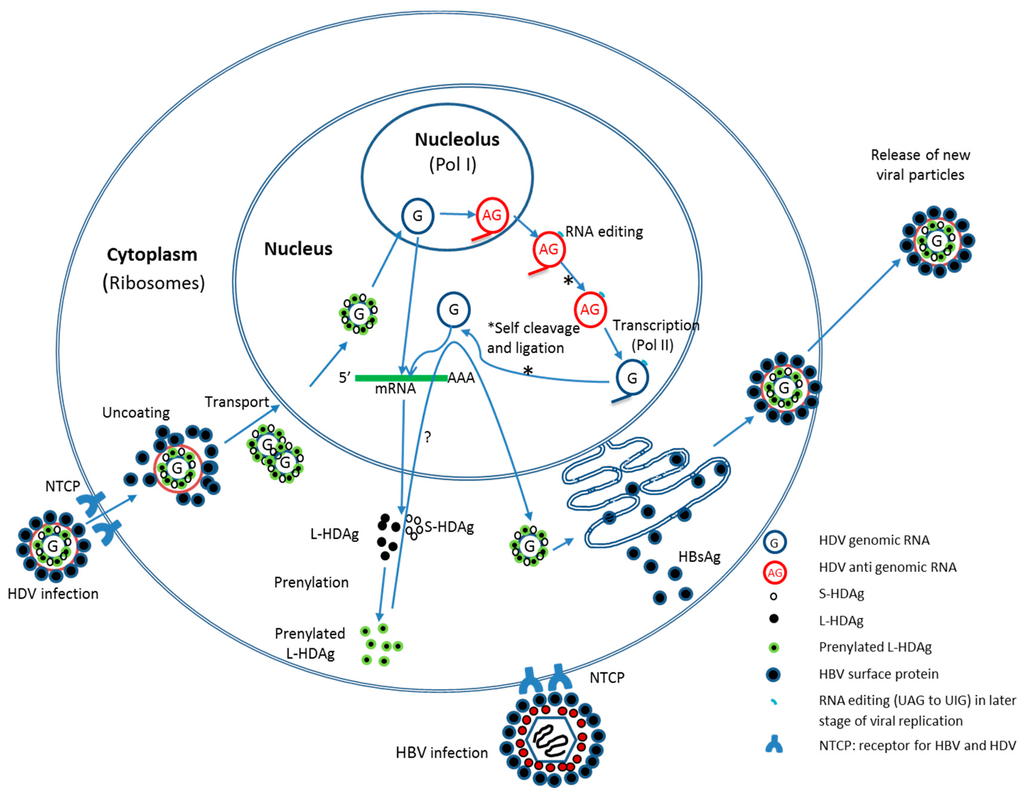 Nucleolus
(Pol I)
Release of new
viral particles
G
AG
RNA editing
AG
Nucleus
Cytoplasm
(Ribosomes)
*
G
G
AG
G
*Self cleavage
and ligation
Transcription
(Pol II)
*
G
5’
AAA
mRNA
G
Uncoating
Transport
?
G
G
G
NTCP
L-HDAg
S-HDAg
G
G
HDV infection
HBsAg
Prenylation
Prenylated
L-HDAg
NTCP
HBV infection
G
HDV genomic RNA
AG
HDV anti genomic RNA
S-HDAg
L-HDAg
Prenylated L-HDAg
HBV surface protein
RNA editing (UAG to UIG) in later
stage of viral replication
NTCP: receptor for HBV and HDV